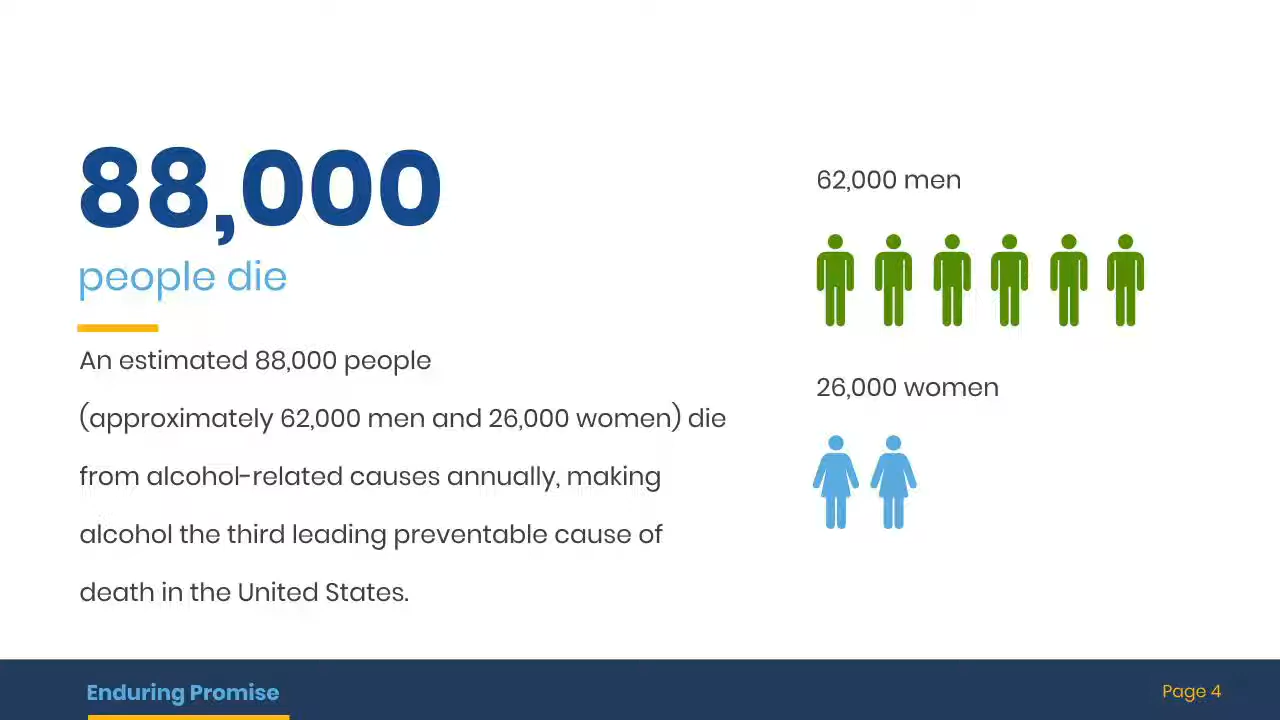 88,000
people die
An estimated 88,000 people
(approximately 62,000 men and 26,000 women) die
from alcohol-related causes annually, making
alcohol the third leading preventable cause of
death in the United States.
62,000 men
26,000 women
Enduring Promise
Page 4